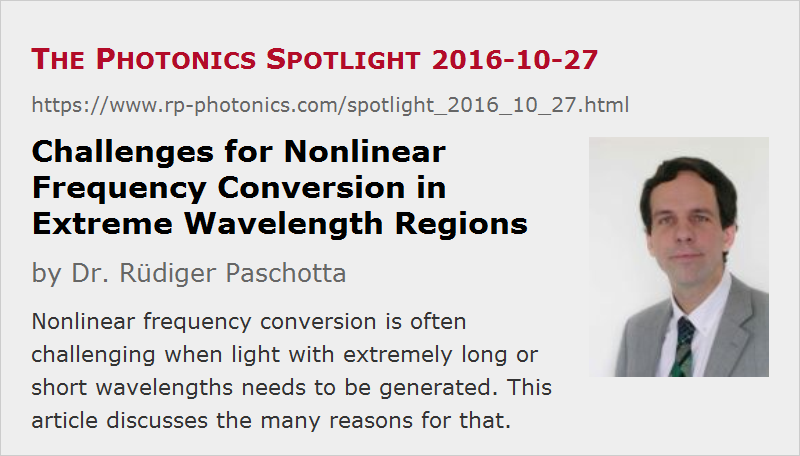 THE PHOTONICS SPOTLIGHT 2016-10-27
https://www.rp-photonics.com/spotlight_2016_10_27.html
Challenges for Nonlinear
Frequency Conversion in
Extreme Wavelength Regions
by Dr. Rüdiger Paschotta
Nonlinear frequency conversion is often
challenging when light with extremely long or
short wavelengths needs to be generated. This
article discusses the many reasons for that.